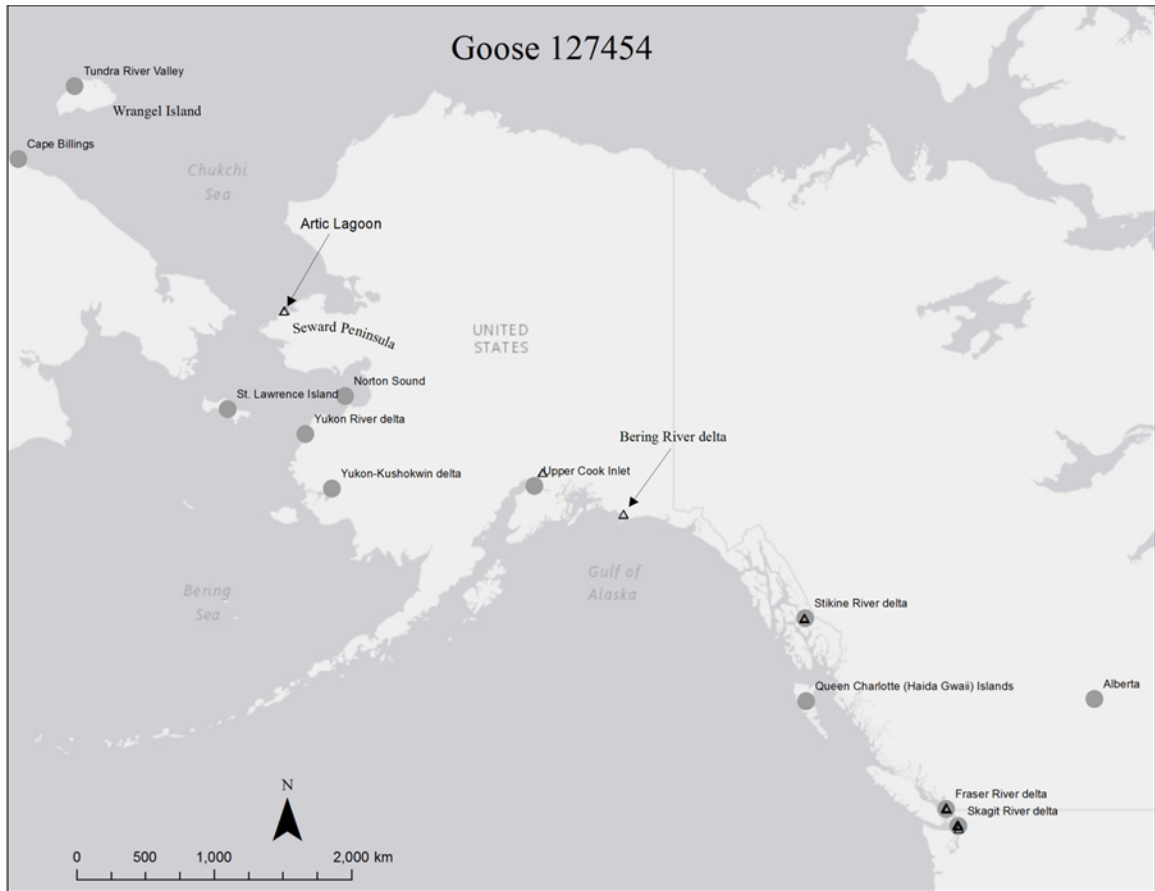 Goose 127454
Tundra River Valley
Wrangel Island
Cape Billings
Chukchi
Sea
Artic Lagoon
Seward Peninsula
UNITED
STATES
Norton Sound
St. Lawrence Island
Yukon River delta
Bering River delta
Yukon-Kushokwin delta
Upper Cook Inlet
Gulf of
Alaska
Bering
Sea
Stikine River delta
Queen Charlotte (Haida Gwaii) Islands
Alberta
Fraser River delta
Skagit River delta
N
0 500 1,000 2,000 km